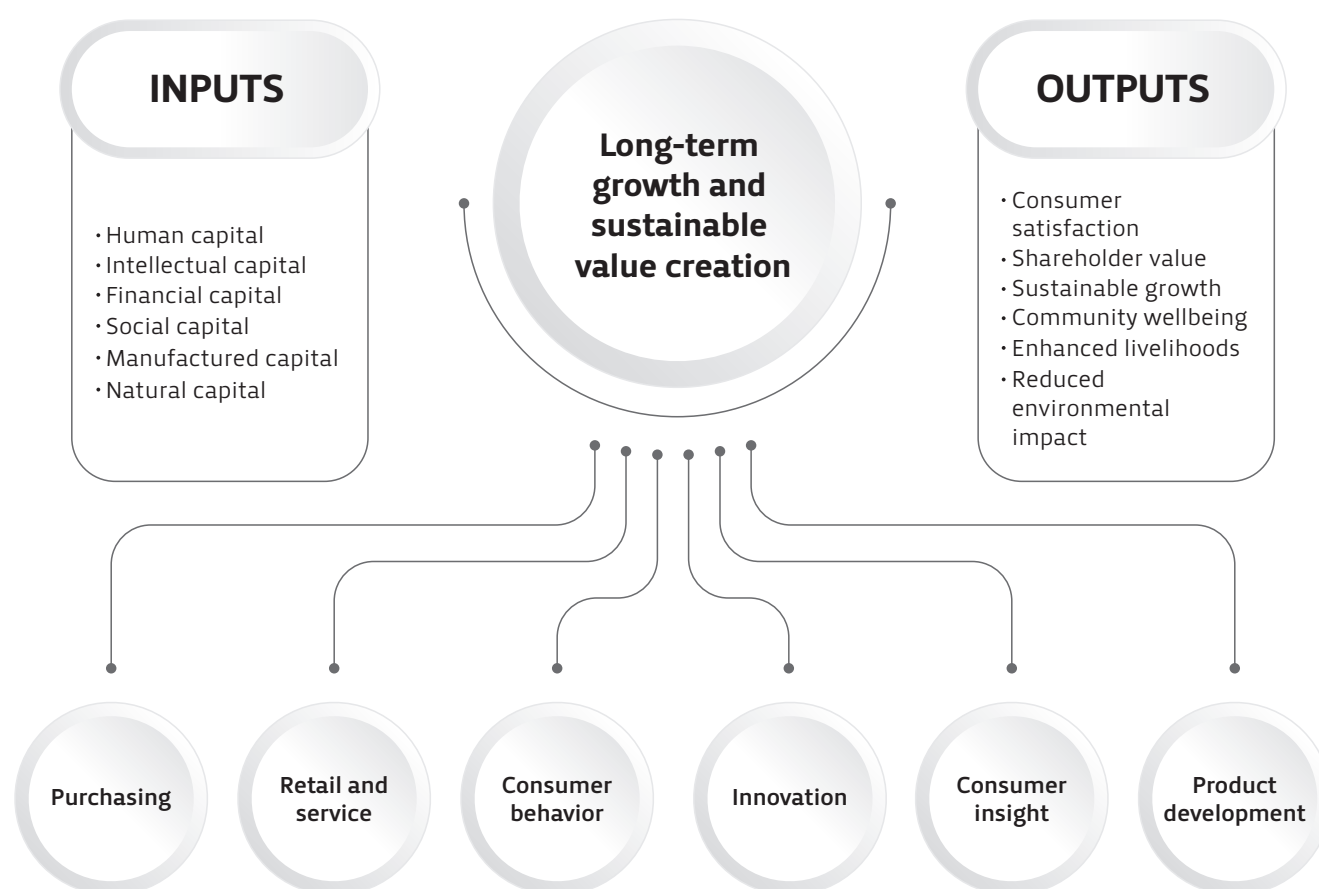 INPUTS
· Human capital
· Intellectual capital
· Financial capital
· Social capital
· Manufactured capital
· Natural capital
Long-term
growth and
sustainable
value creation
OUTPUTS
· Consumer
satisfaction
· Shareholder value
· Sustainable growth
· Community wellbeing
· Enhanced livelihoods
· Reduced
environmental
impact
Purchasing
Retail and
service
Consumer
behavior
Innovation
Consumer
insight
Product
development